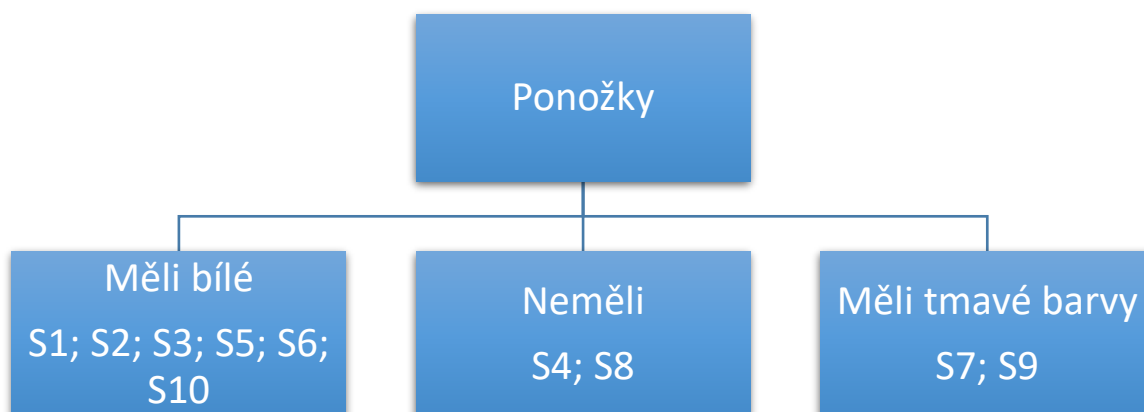 Ponožky
Měli bílé
S1; S2; S3; S5; S6;
S10
Neměli
S4; S8
Měli tmavé barvy
S7; S9